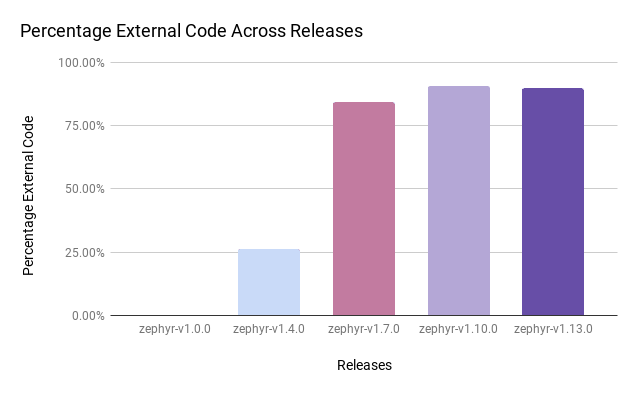 Percentage External Code Across Releases
Percentage External Code
100.00%
75.00%
50.00%
25.00%
0.00%
zephyr-v1.0.0 zephyr-v1.4.0 zephyr-v1.7.0 zephyr-v1.10.0 zephyr-v1.13.0
Releases